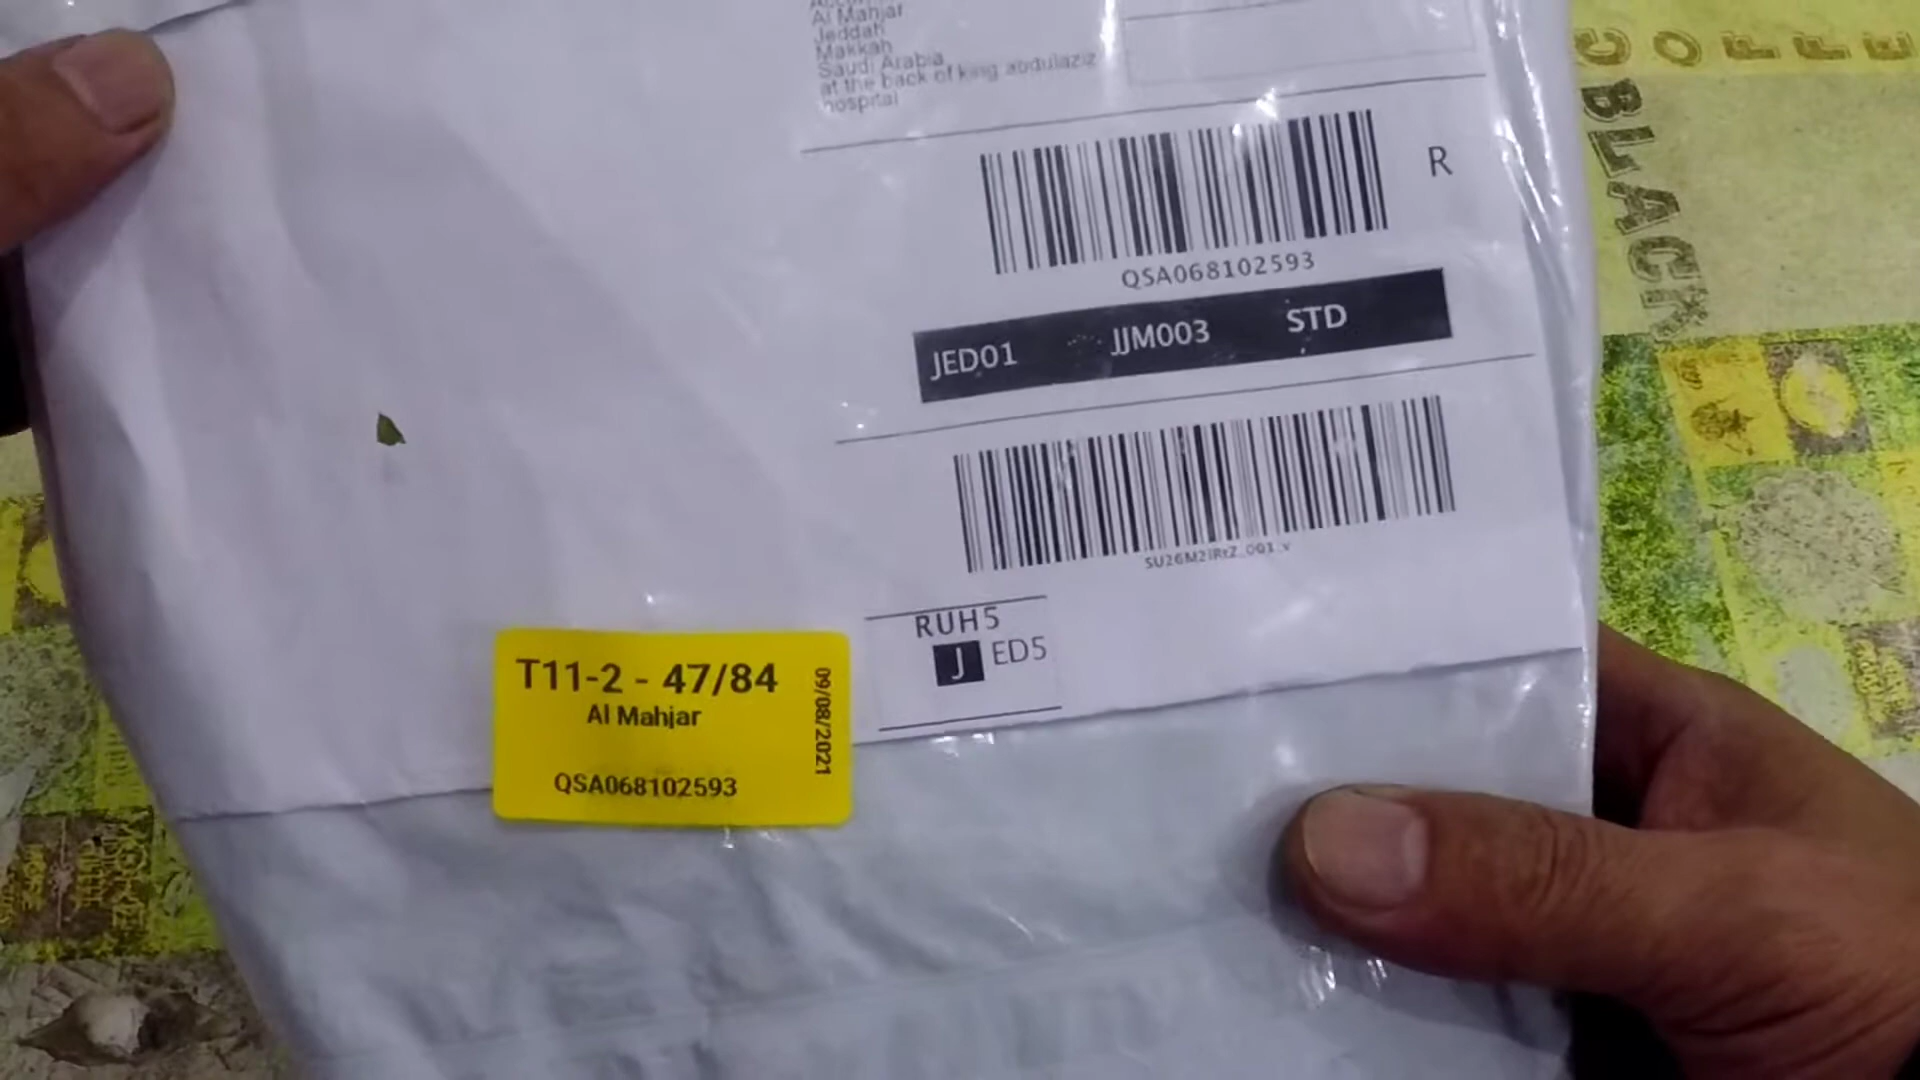 Al Mahjar
Jeddah
Makkah
Saudi Arabia
at the back of king abdulaziz
hospital
R
QSA068102593
JED01 JJM003 STD
RUH5
J ED5
T11-2 - 47/84
Al Mahjar
09/08/2021
QSA068102593
COFFEE
BLACK